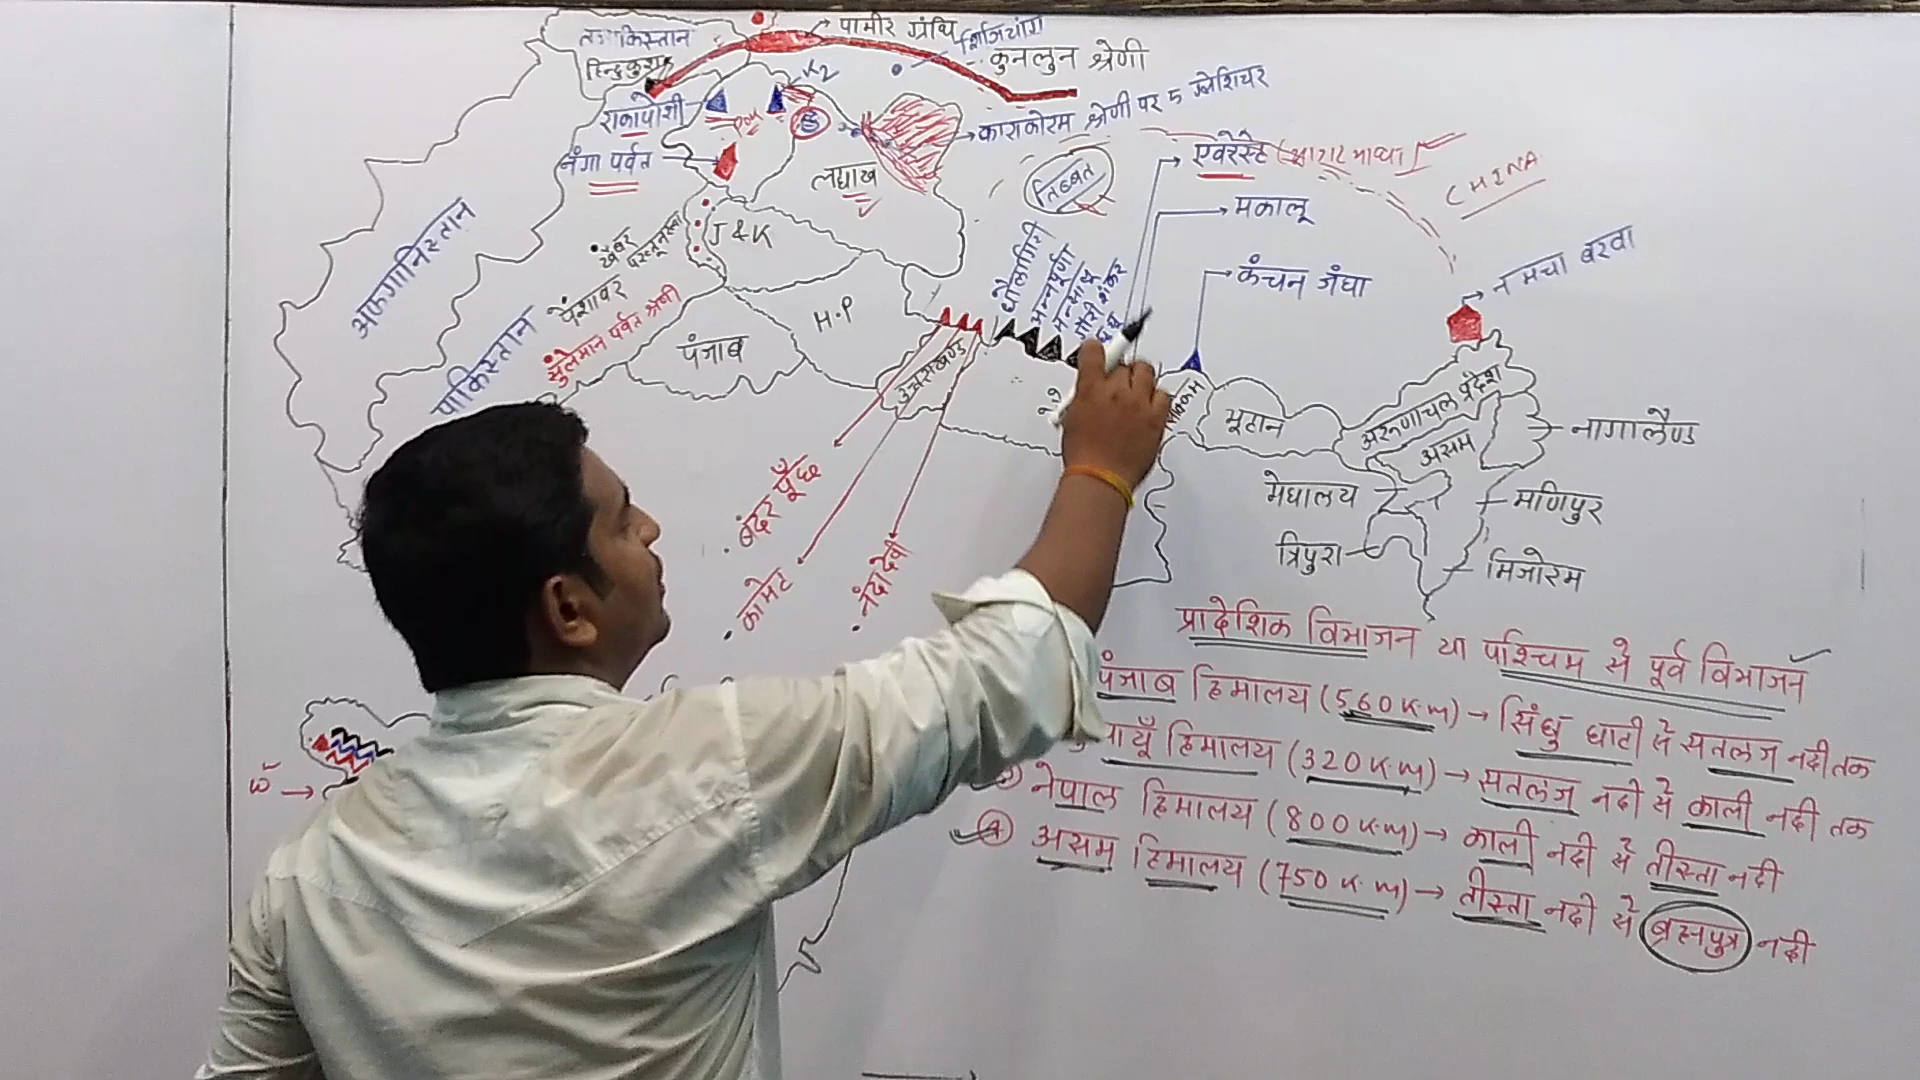 पामीर ग्रंथि
शिंजियांग
हिन्दुकुश
K2
कुनलुन श्रेणी
राकापोशी
POK
काराकोरम श्रेणी पर 5 ग्लेशियर
नंगा पर्वत
लद्दाख
तिब्बत
एवरेस्ट
CHINA
मकालू
अफगानिस्तान
खैबर
J & K
धौलागिरी
अन्नपूर्णा
गौरी शंकर
कंचन जंघा
नमचा बरवा
पेशावर
सुलेमान पर्वत श्रेणी
पाकिस्तान
पंजाब
H.P
उत्तराखण्ड
भूटान
अरूणाचल प्रदेश
असम
नागालैण्ड
मेघालय
मणिपुर
त्रिपुरा
मिजोरम
बंदर पूँछ
कामेट
नंदा देवी
प्रादेशिक विभाजन या पश्चिम से पूर्व विभाजन
पंजाब हिमालय (560 K.m) → सिंधु घाटी से सतलज नदी तक
हिमालय (320 K.m) → सतलज नदी से काली नदी तक
नेपाल हिमालय (800 K.m) → काली नदी से तीस्ता नदी
④ असम हिमालय (750 K.m) → तीस्ता नदी से ब्रह्मपुत्र नदी